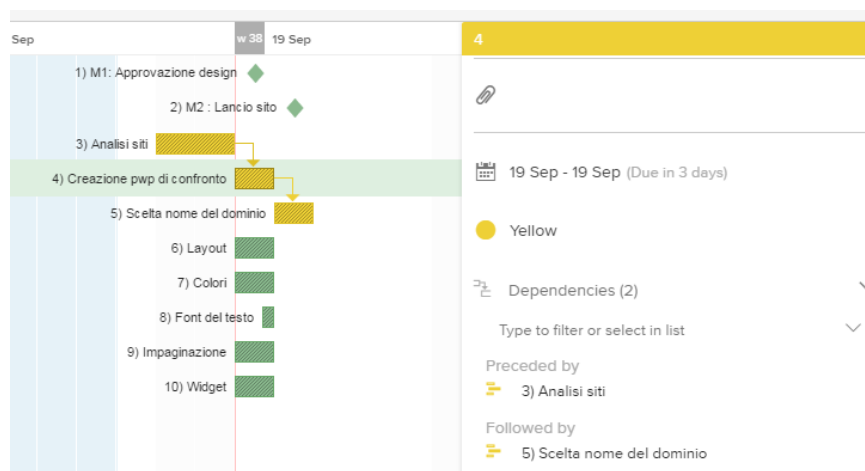 Sep
w 38
19 Sep
1) M1: Approvazione design
2) M2 : Lancio sito
3) Analisi siti
4) Creazione pwp di confronto
5) Scelta nome del dominio
6) Layout
7) Colori
8) Font del testo
9) Impaginazione
10) Widget
4
19 Sep - 19 Sep (Due in 3 days)
Yellow
Dependencies (2)
Type to filter or select in list
Preceded by
3) Analisi siti
Followed by
5) Scelta nome del dominio